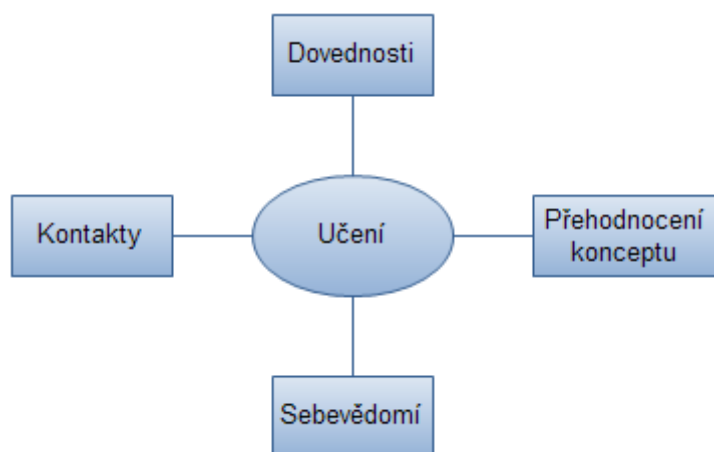 Dovednosti
Kontakty
Učení
Přehodnocení
konceptu
Sebevědomí